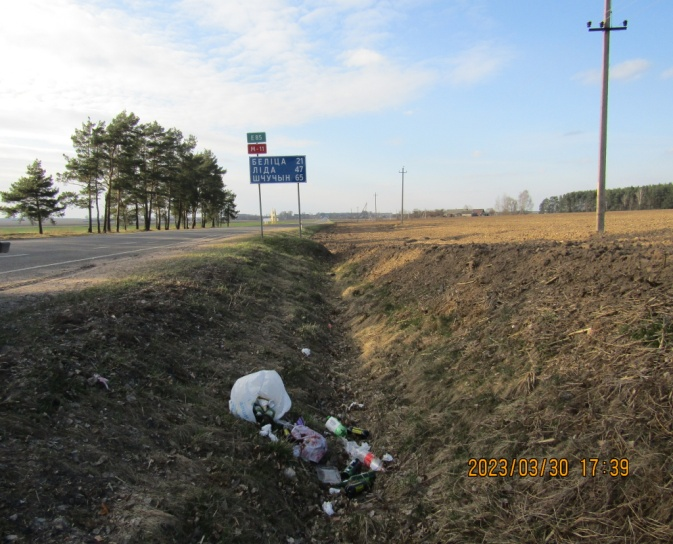 E 85
М-11
БЕЛІЦА 21
ЛІДА 47
ШЧУЧЫН 65
2023/03/30 17:39